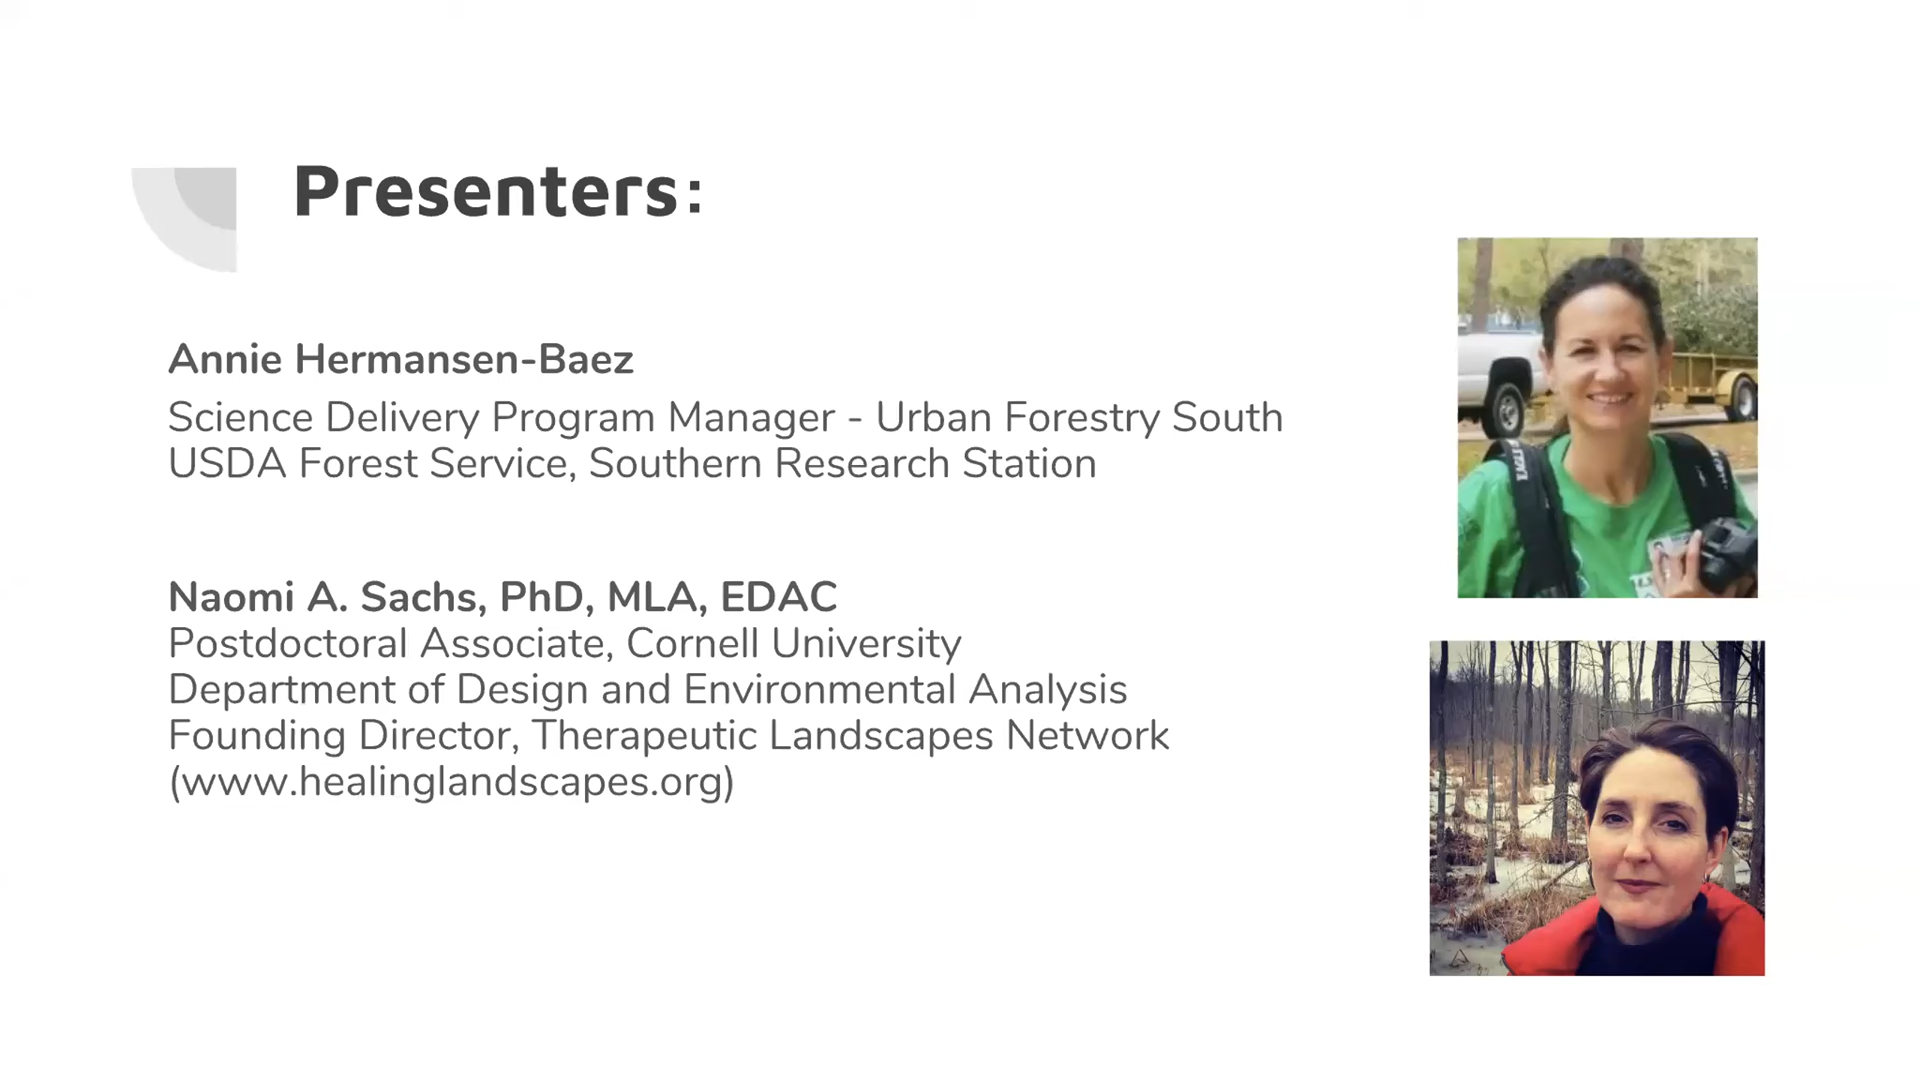 Presenters:
Annie Hermansen-Baez
Science Delivery Program Manager - Urban Forestry South
USDA Forest Service, Southern Research Station
Naomi A. Sachs, PhD, MLA, EDAC
Postdoctoral Associate, Cornell University
Department of Design and Environmental Analysis
Founding Director, Therapeutic Landscapes Network
(www.healinglandscapes.org)